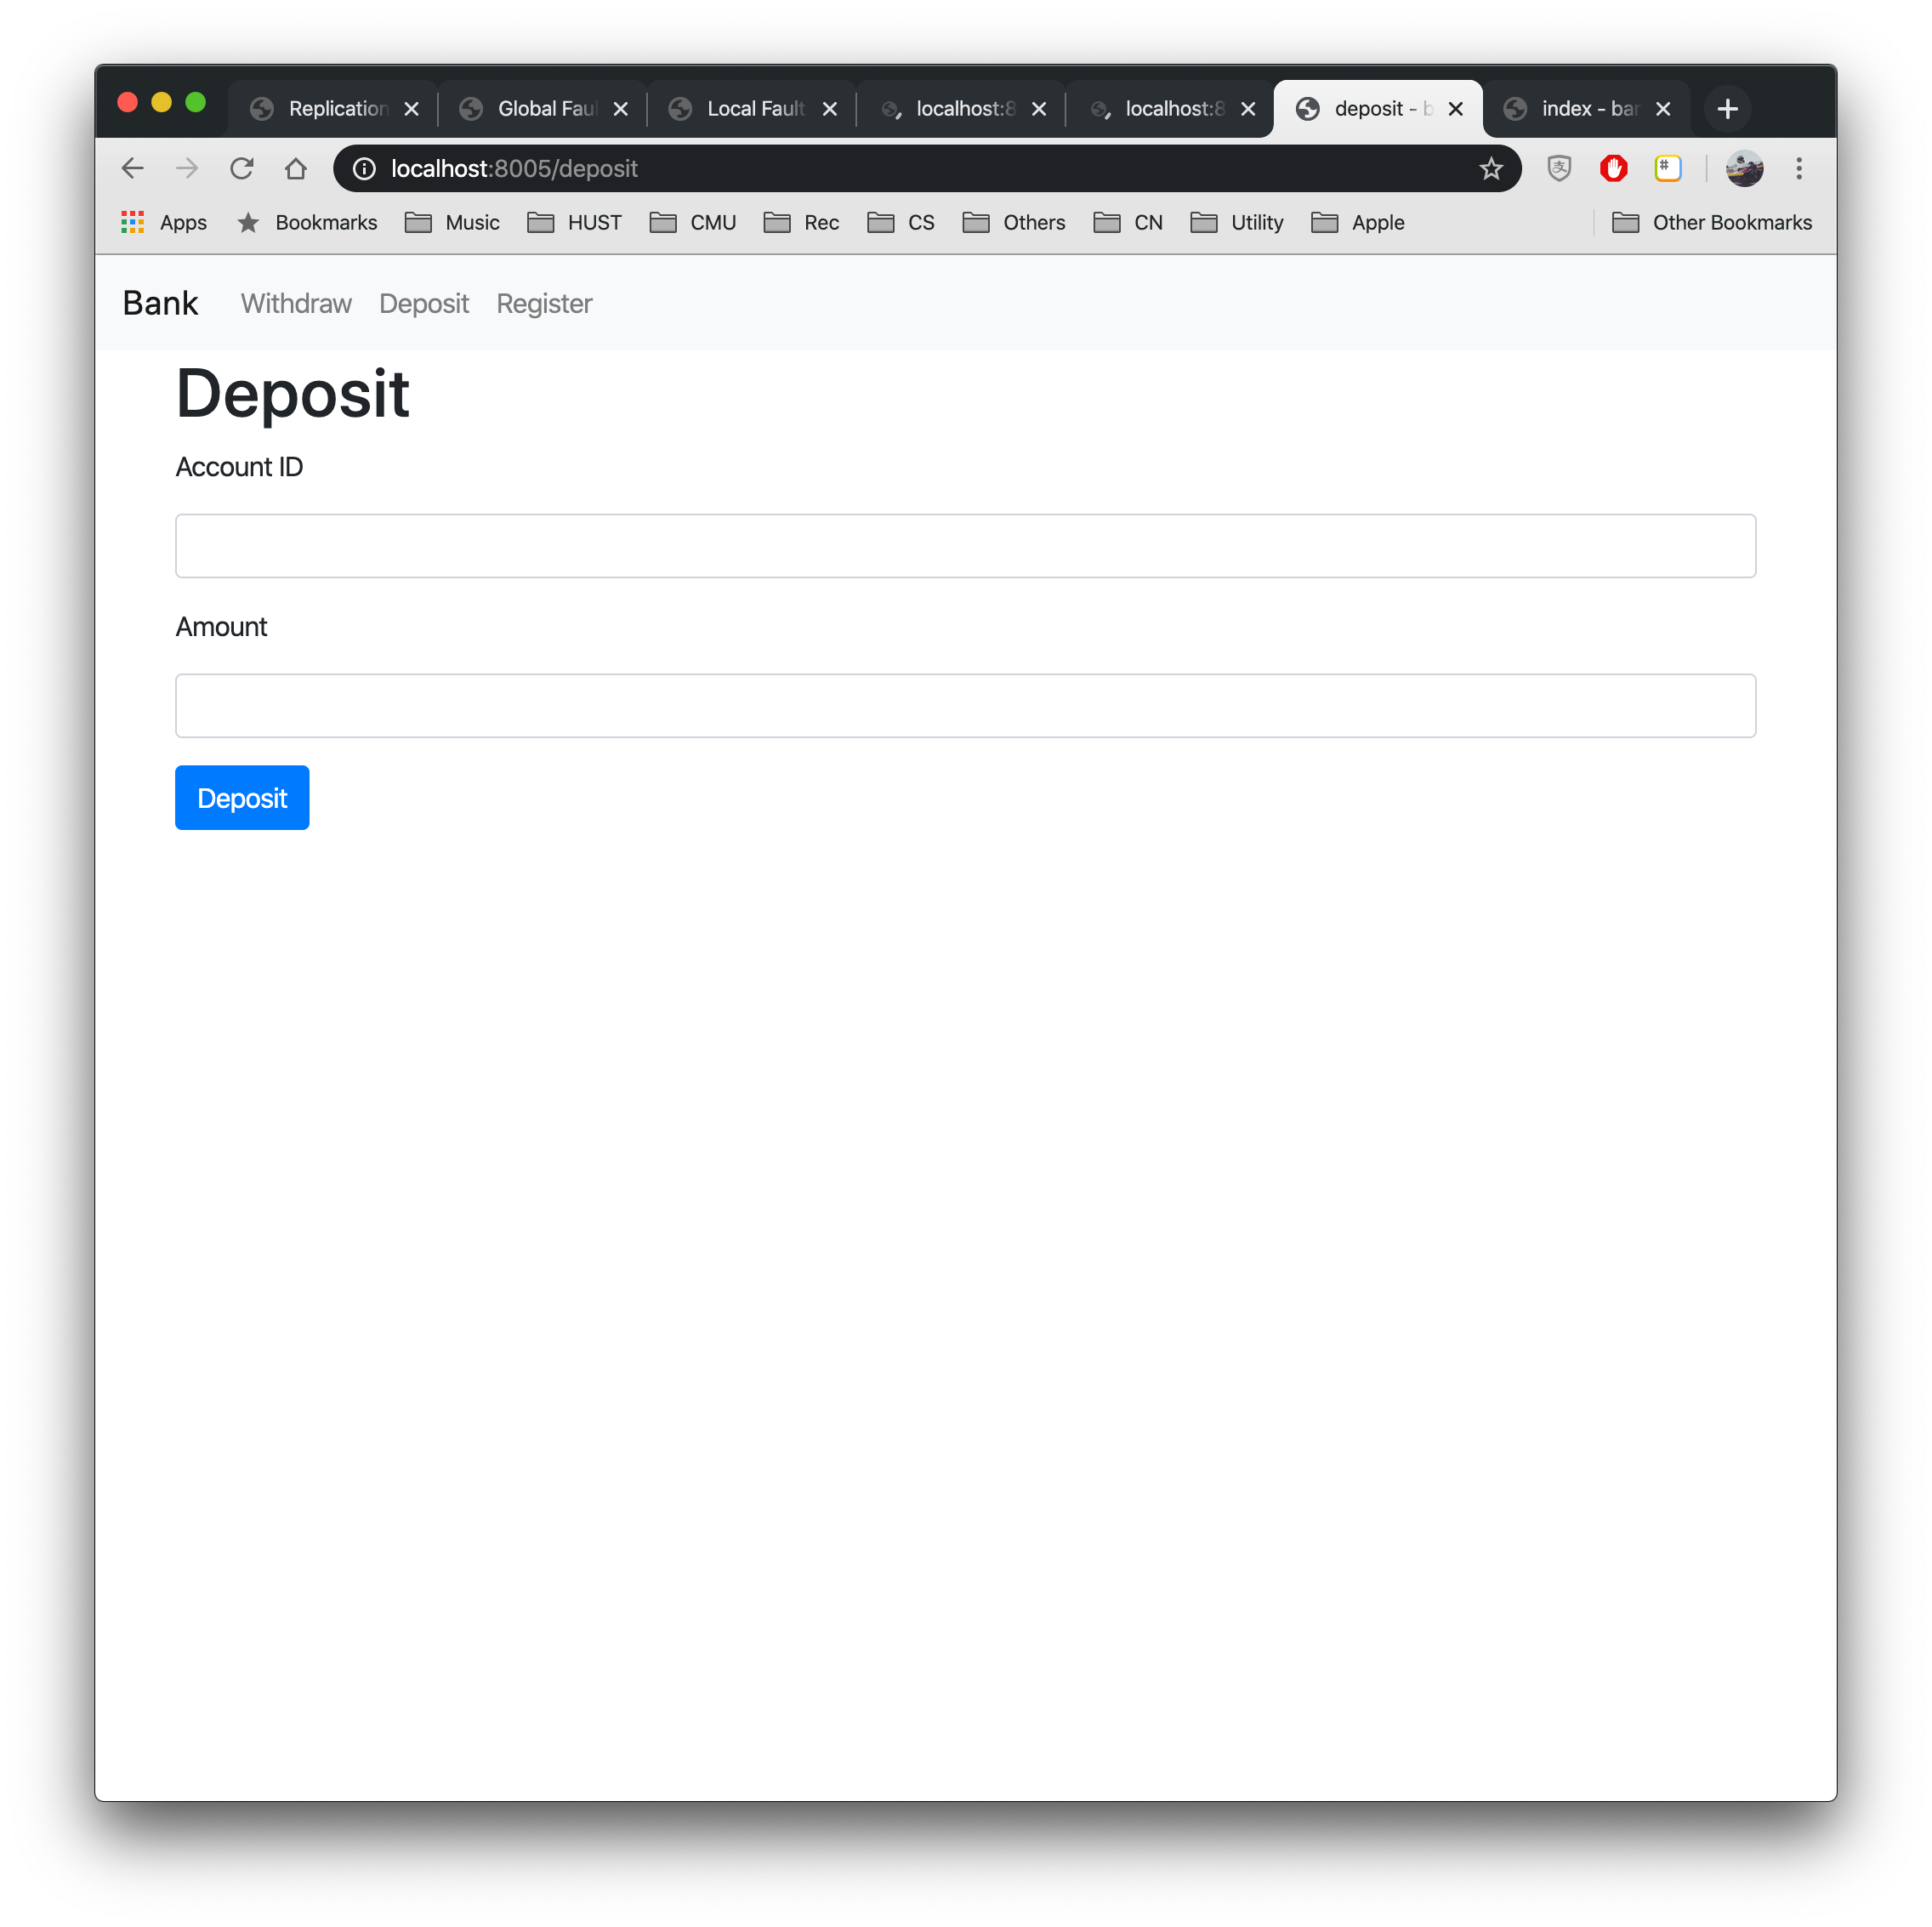 Replication Global Faul Local Fault localhost:8 localhost:8 deposit - b index - bar
localhost:8005/deposit
Apps Bookmarks Music HUST CMU Rec CS Others CN Utility Apple Other Bookmarks
Bank Withdraw Deposit Register
Deposit
Account ID
Amount
Deposit